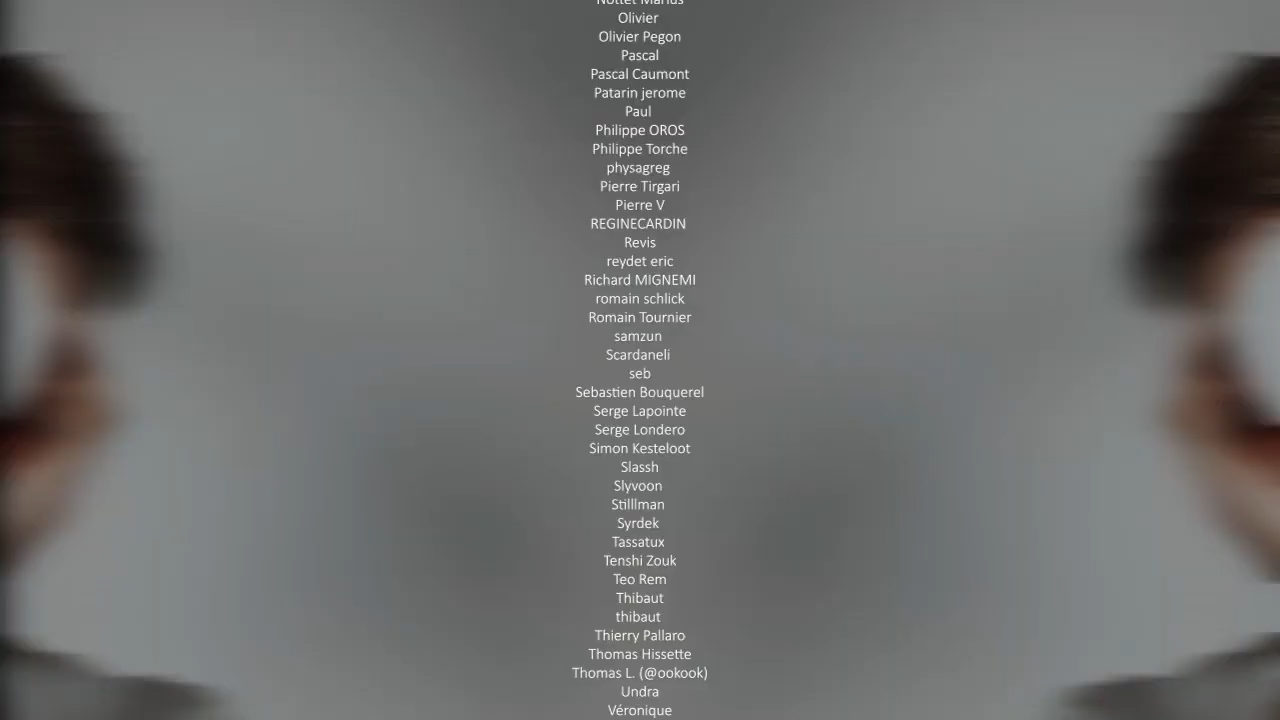 Nottet Marius
Olivier
Olivier Pegon
Pascal
Pascal Caumont
Patarin jerome
Paul
Philippe OROS
Philippe Torche
physagreg
Pierre Tirgari
Pierre V
REGINECARDIN
Revis
reydet eric
Richard MIGNEMI
romain schlick
Romain Tournier
samzun
Scardaneli
seb
Sebastien Bouquerel
Serge Lapointe
Serge Londero
Simon Kesteloot
Slassh
Slyvoon
Stilllman
Syrdek
Tassatux
Tenshi Zouk
Teo Rem
Thibaut
thibaut
Thierry Pallaro
Thomas Hissette
Thomas L. (@ookook)
Undra
Véronique